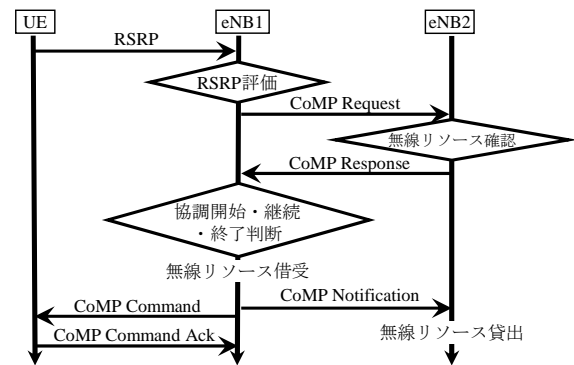 UE
eNB1
eNB2
RSRP
RSRP評価
CoMP Request
無線リソース確認
CoMP Response
協調開始・継続
・終了判断
無線リソース借受
CoMP Command
CoMP Notification
無線リソース貸出
CoMP Command Ack